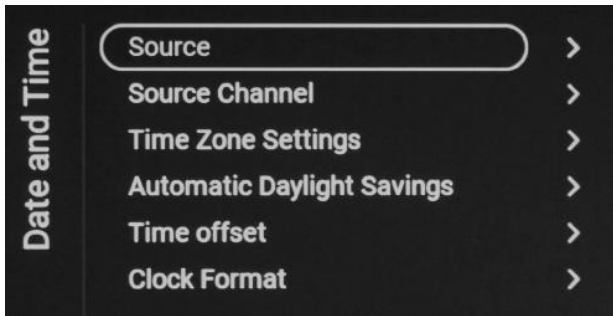 Date and Time
Source
Source Channel
Time Zone Settings
Automatic Daylight Savings
Time offset
Clock Format